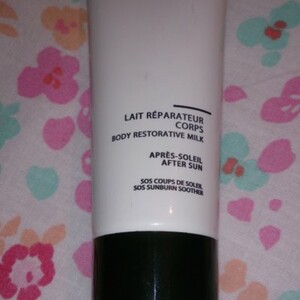 LAIT RÉPARATEUR
CORPS
BODY RESTORATIVE MILK
APRÈS-SOLEIL
AFTER SUN
SOS COUPS DE SOLEIL
SOS SUNBURN SOOTHER